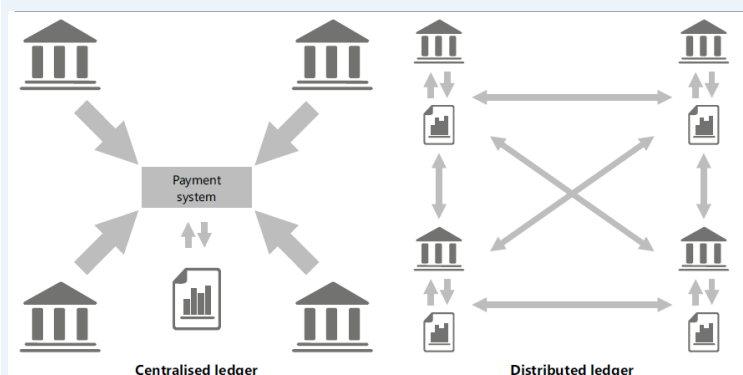 Payment
system
Centralised ledger
Distributed ledger